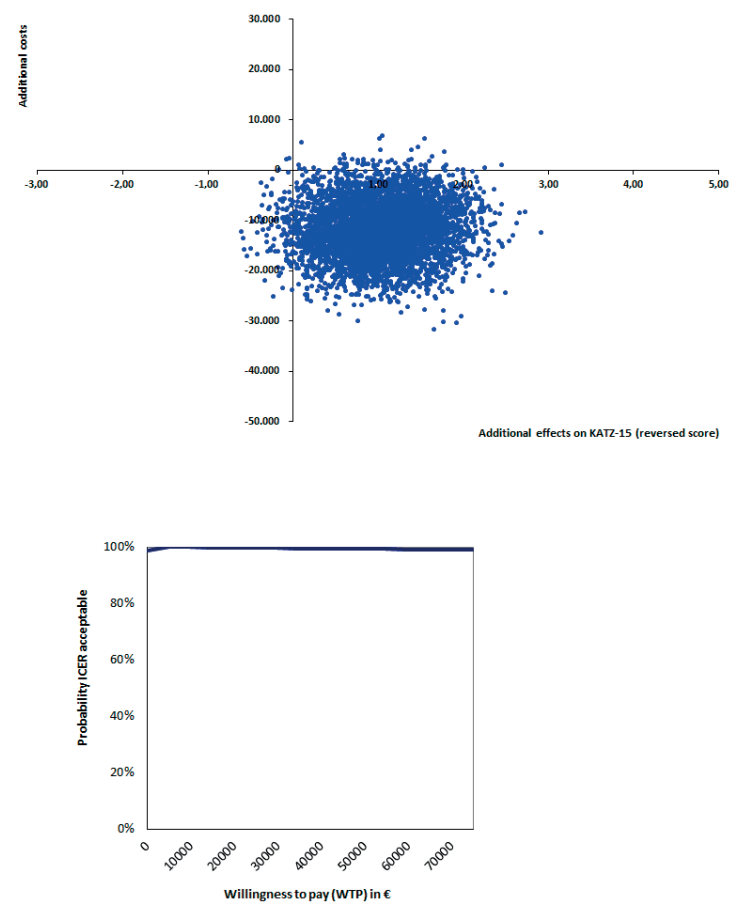 Additional costs
30.000
20.000
10.000
0
-3,00 -2,00 -1,00 1,00 2,00 3,00 4,00 5,00
-10.000
-20.000
-30.000
-40.000
-50.000
Additional effects on KATZ-15 (reversed score)
Probability ICER acceptable
100%
80%
60%
40%
20%
0%
0 10000 20000 30000 40000 50000 60000 70000
Willingness to pay (WTP) in €